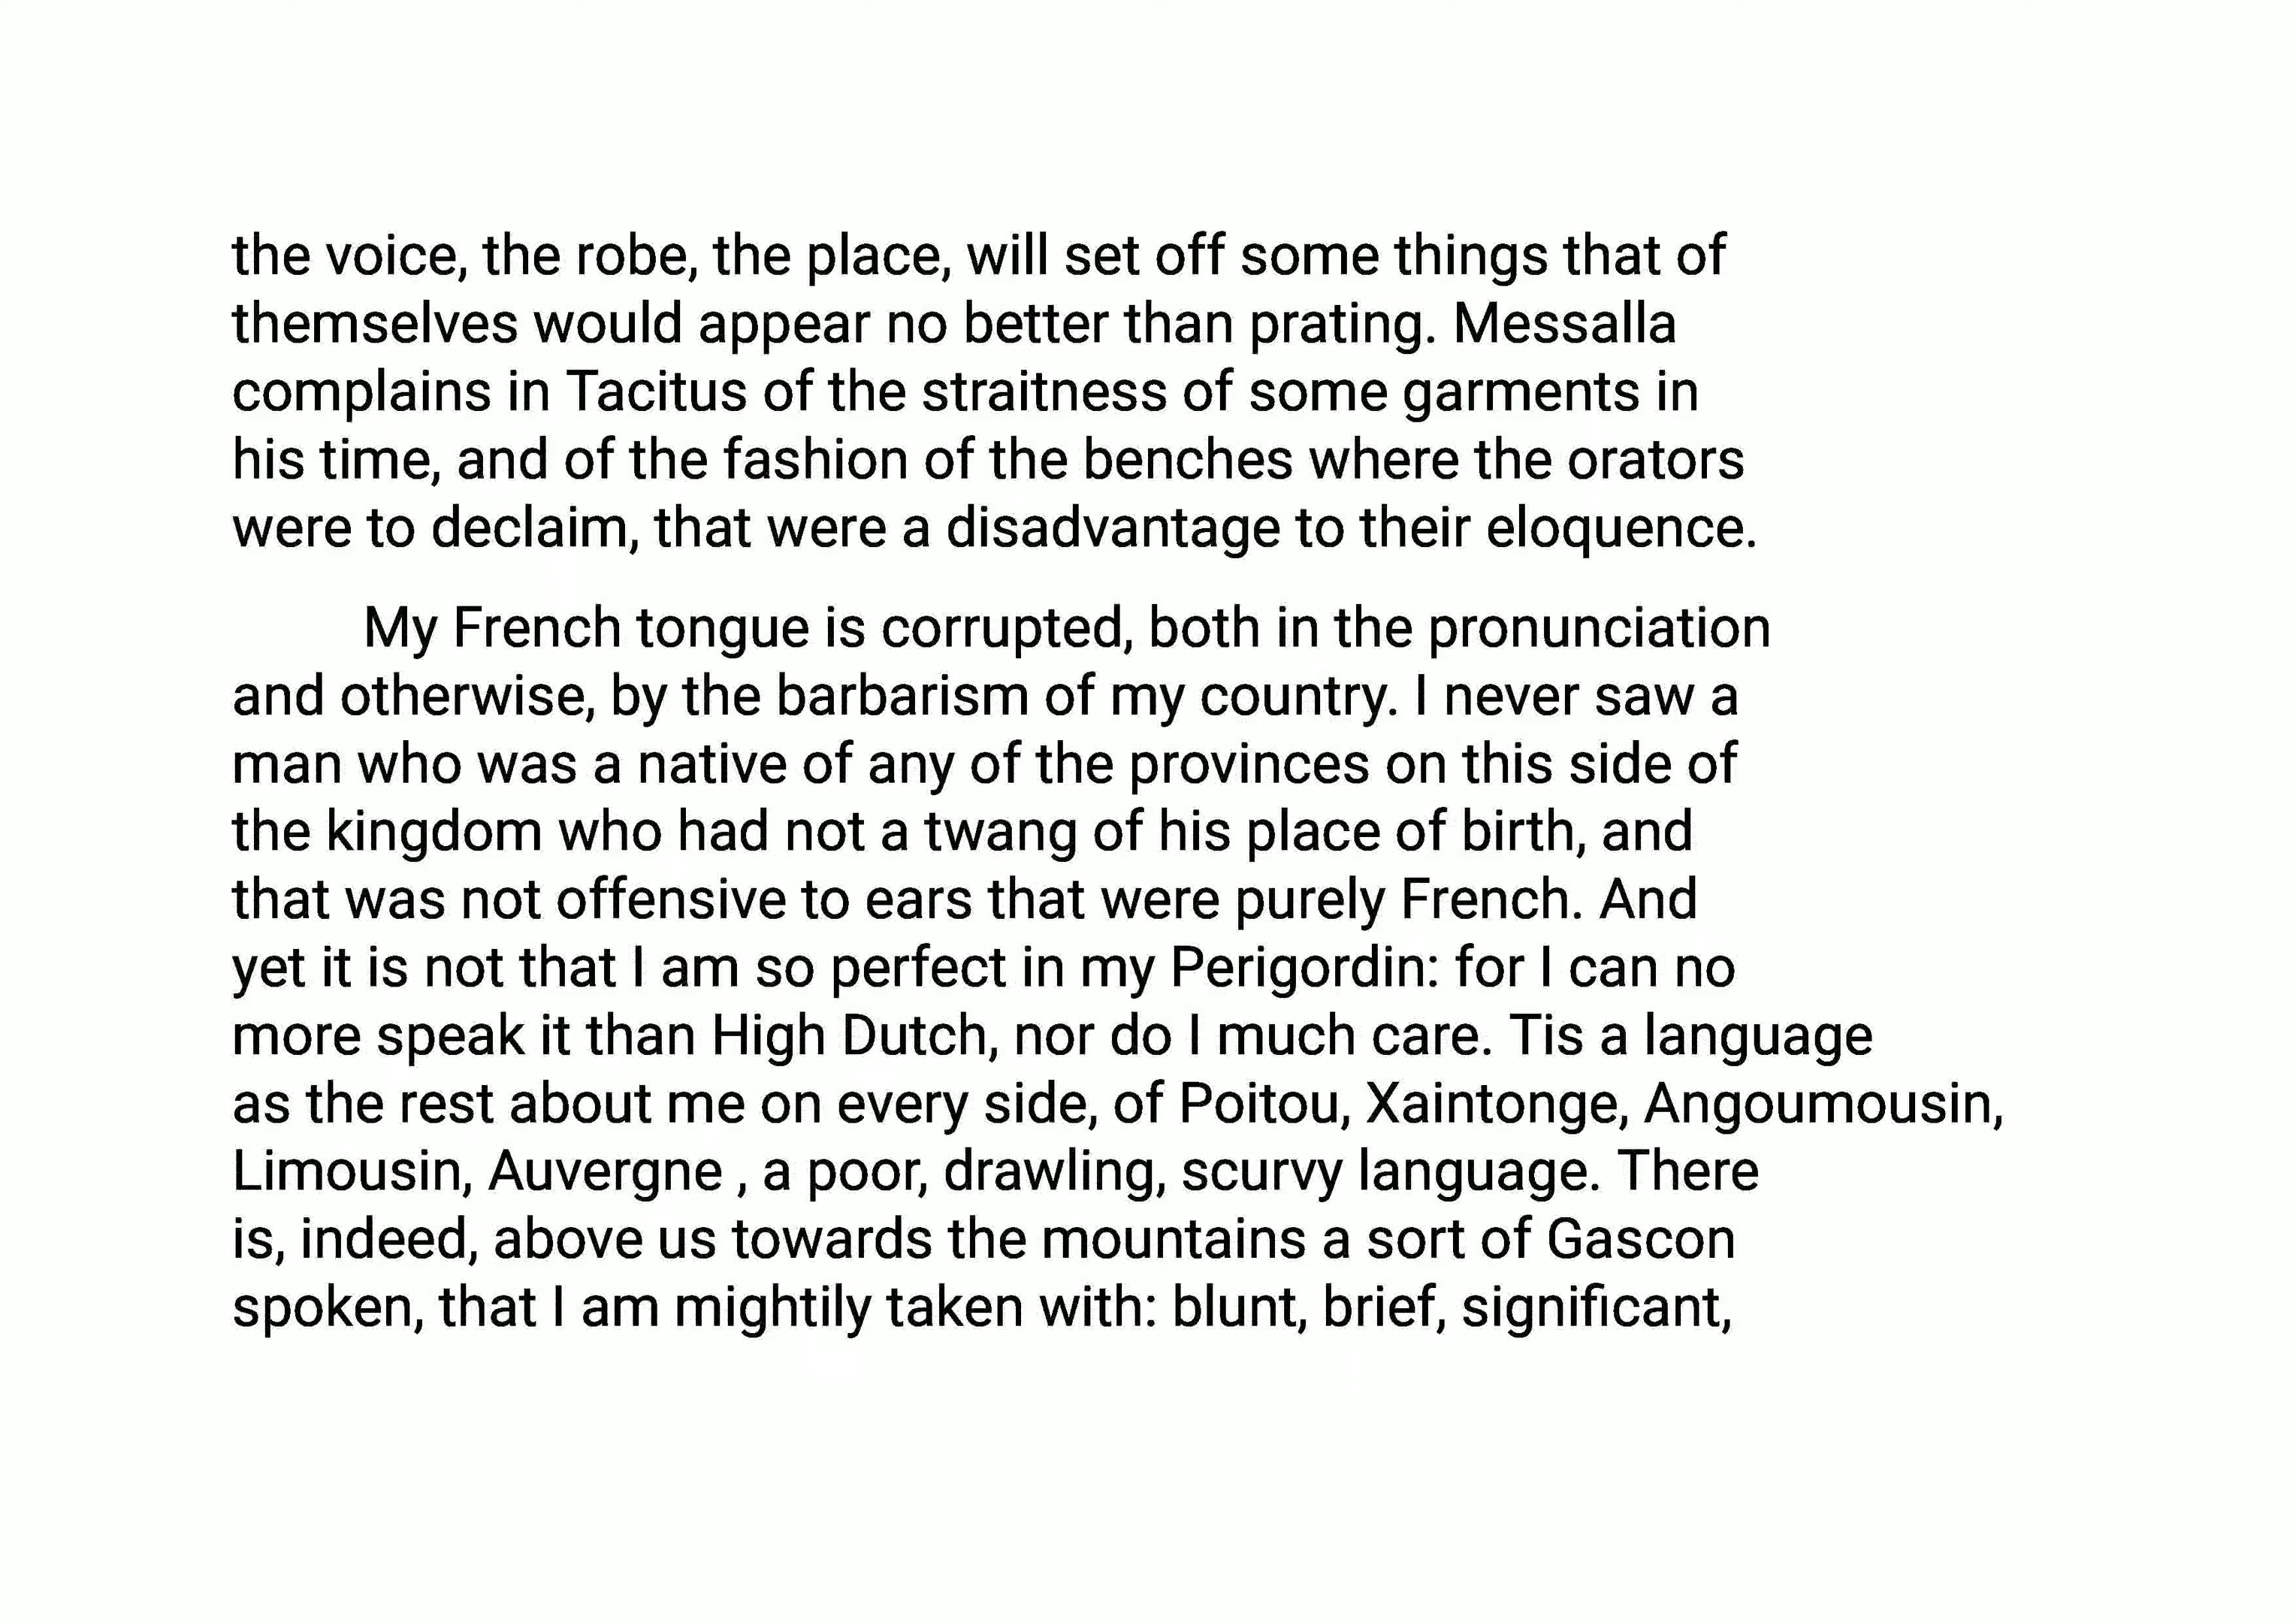 the voice, the robe, the place, will set off some things that of
themselves would appear no better than prating. Messalla
complains in Tacitus of the straitness of some garments in
his time, and of the fashion of the benches where the orators
were to declaim, that were a disadvantage to their eloquence.
My French tongue is corrupted, both in the pronunciation
and otherwise, by the barbarism of my country. I never saw a
man who was a native of any of the provinces on this side of
the kingdom who had not a twang of his place of birth, and
that was not offensive to ears that were purely French. And
yet it is not that I am so perfect in my Perigordin: for I can no
more speak it than High Dutch, nor do I much care. Tis a language
as the rest about me on every side, of Poitou, Xaintonge, Angoumousin,
Limousin, Auvergne , a poor, drawling, scurvy language. There
is, indeed, above us towards the mountains a sort of Gascon
spoken, that I am mightily taken with: blunt, brief, significant,